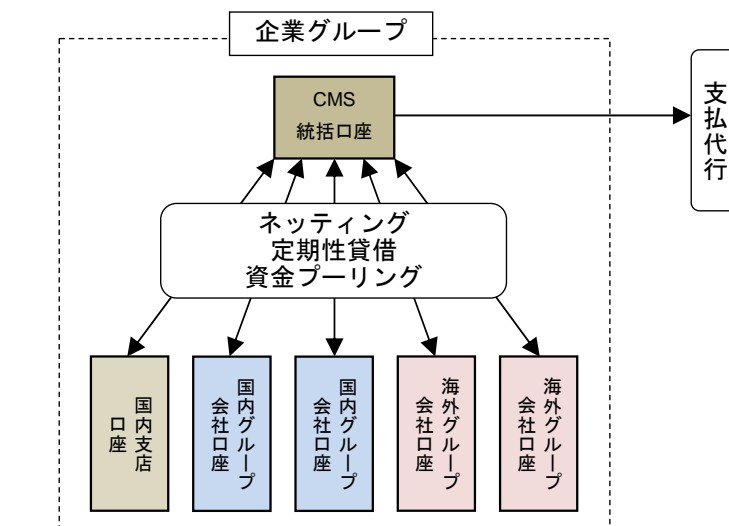 企業グループ
CMS
統括口座
支払代行
ネッティング
定期性貸借
資金プーリング
国内支店
口座
国内グループ
会社口座
国内グループ
会社口座
海外グループ
会社口座
海外グループ
会社口座